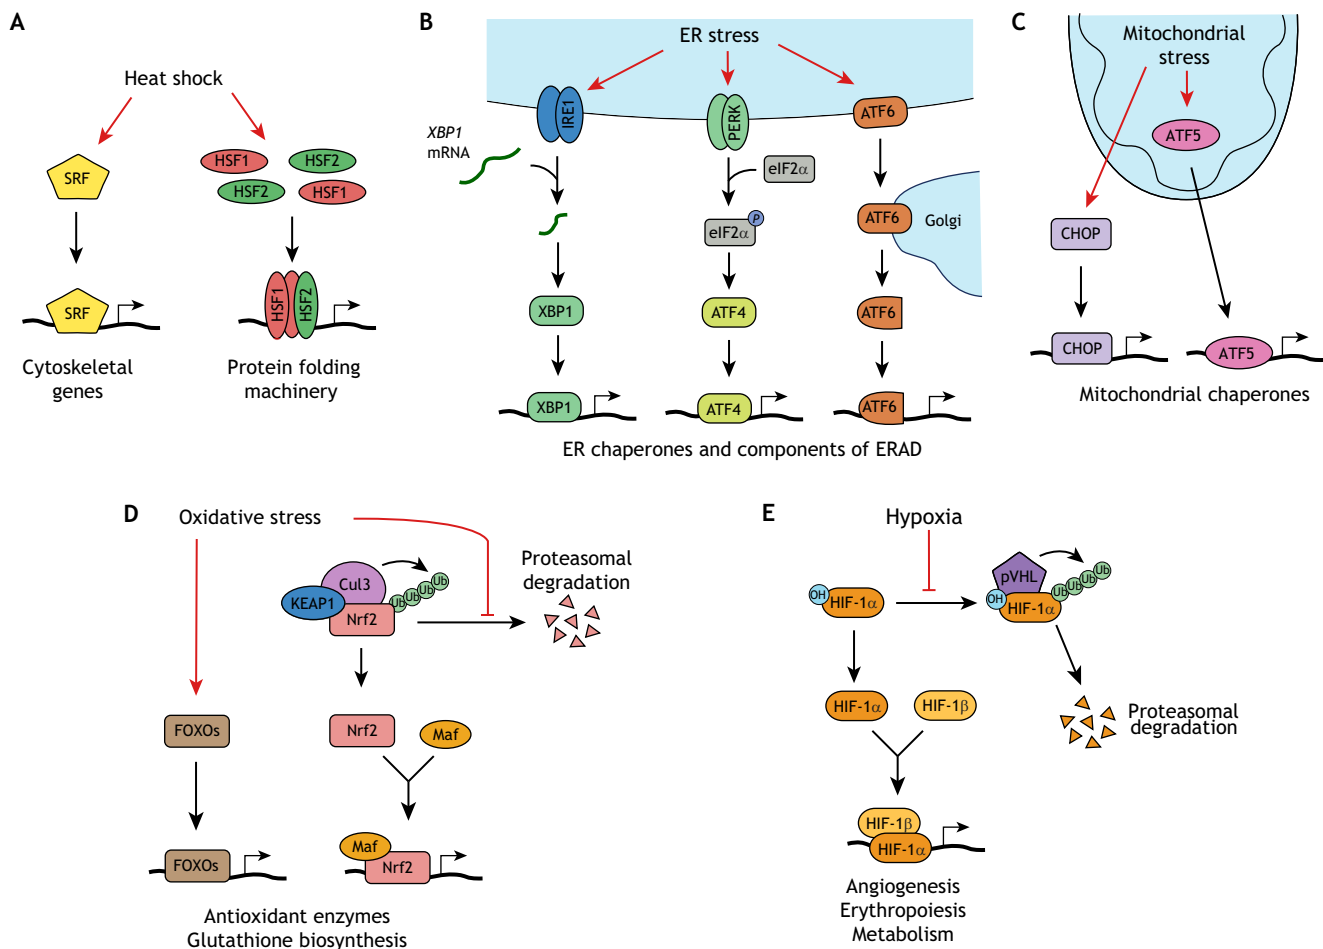 A
Heat shock
SRF
HSF1
HSF2
HSF2
HSF1
SRF
HSF1
HSF2
Cytoskeletal
genes
Protein folding
machinery
B
ER stress
IRE1
PERK
ATF6
XBP1
mRNA
eIF2α
eIF2α
P
ATF6
Golgi
XBP1
ATF4
ATF6
XBP1
ATF4
ATF6
ER chaperones and components of ERAD
C
Mitochondrial
stress
ATF5
CHOP
CHOP
ATF5
Mitochondrial chaperones
D
Oxidative stress
Cul3
KEAP1
Nrf2
Ub
Ub
Ub
Ub
Proteasomal
degradation
FOXOs
Nrf2
Maf
FOXOs
Maf
Nrf2
Antioxidant enzymes
Glutathione biosynthesis
E
Hypoxia
OH
HIF-1α
pVHL
OH
HIF-1α
Ub
Ub
Ub
Ub
HIF-1α
HIF-1β
Proteasomal
degradation
HIF-1β
HIF-1α
Angiogenesis
Erythropoiesis
Metabolism